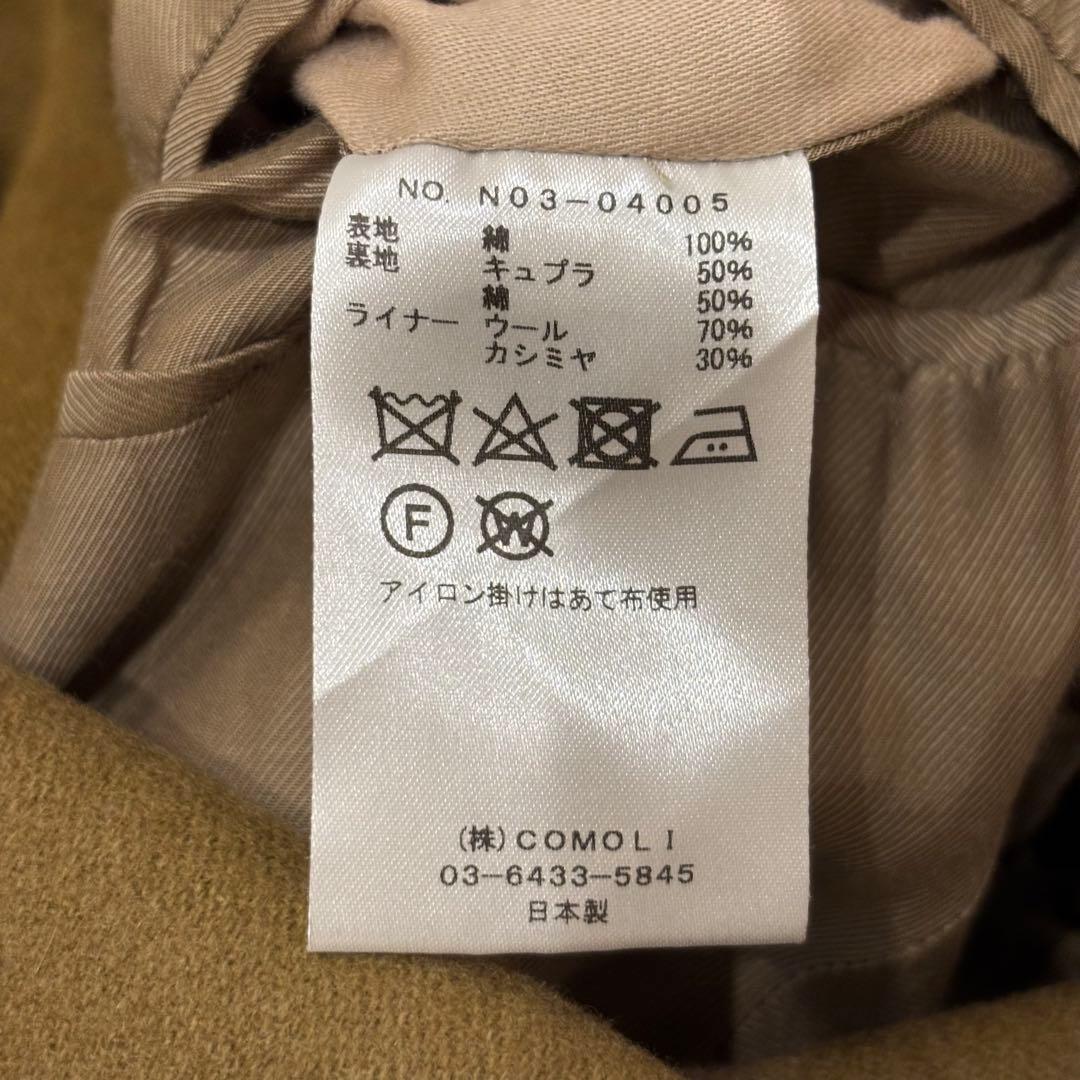 NO. N03-04005
表地 綿 100%
裏地 キュプラ 50%
綿 50%
ライナー ウール 70%
カシミヤ 30%
F W
アイロン掛けはあて布使用
(株)COMOLI
03-6433-5845
日本製